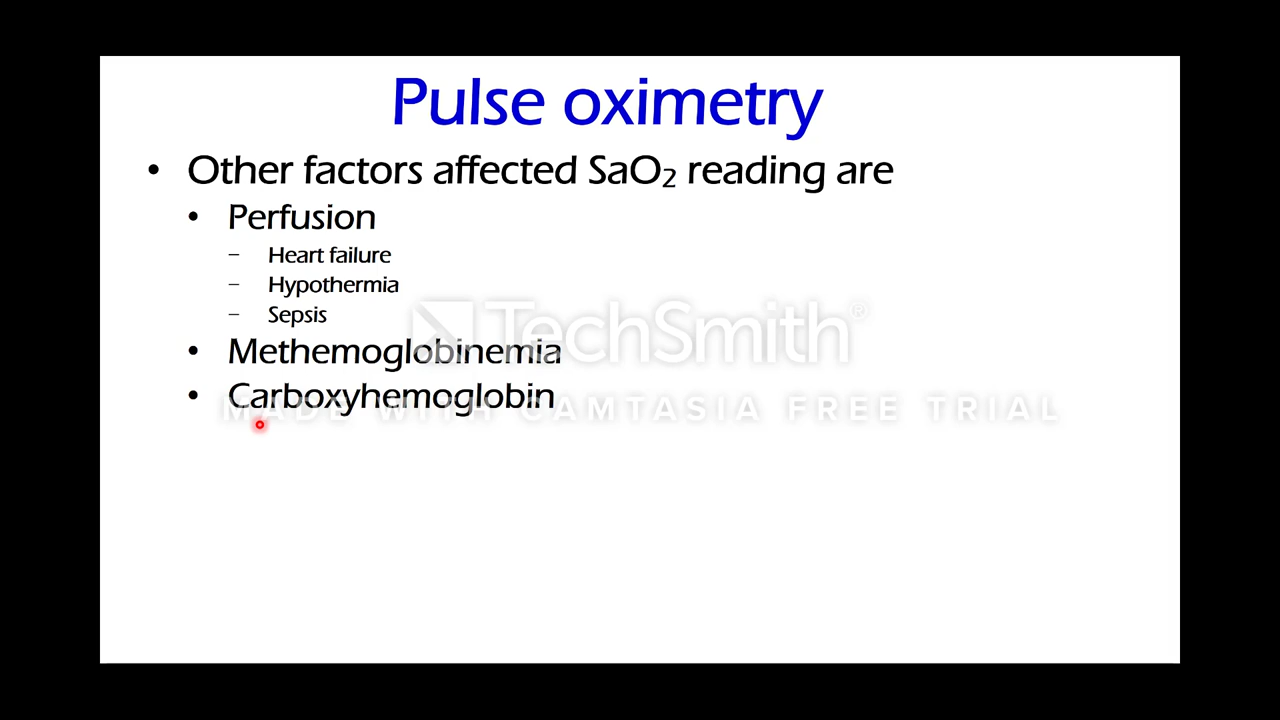 Pulse oximetry
• Other factors affected SaO₂ reading are
• Perfusion
– Heart failure
– Hypothermia
– Sepsis
TechSmith®
• Methemoglobinemia
• Carboxyhemoglobin
MADE WITH CAMTASIA FREE TRIAL